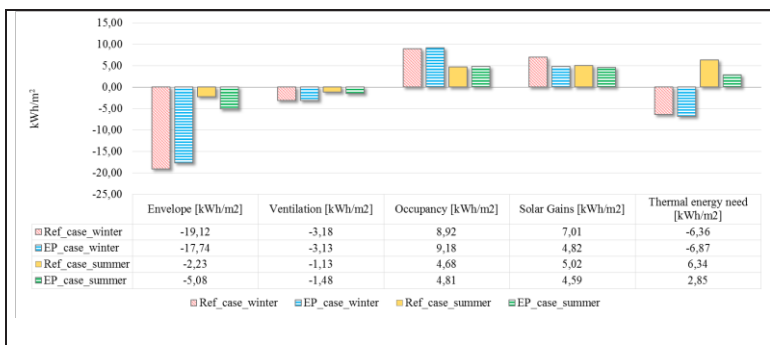 15,00
10,00
5,00
0,00
-5,00
-10,00
-15,00
-20,00
-25,00
kWh/m²
Envelope [kWh/m2] Ventilation [kWh/m2] Occupancy [kWh/m2] Solar Gains [kWh/m2] Thermal energy need
[kWh/m2]
Ref_case_winter -19,12 -3,18 8,92 7,01 -6,36
EP_case_winter -17,74 -3,13 9,18 4,82 -6,87
Ref_case_summer -2,23 -1,13 4,68 5,02 6,34
EP_case_summer -5,08 -1,48 4,81 4,59 2,85
Ref_case_winter EP_case_winter Ref_case_summer EP_case_summer